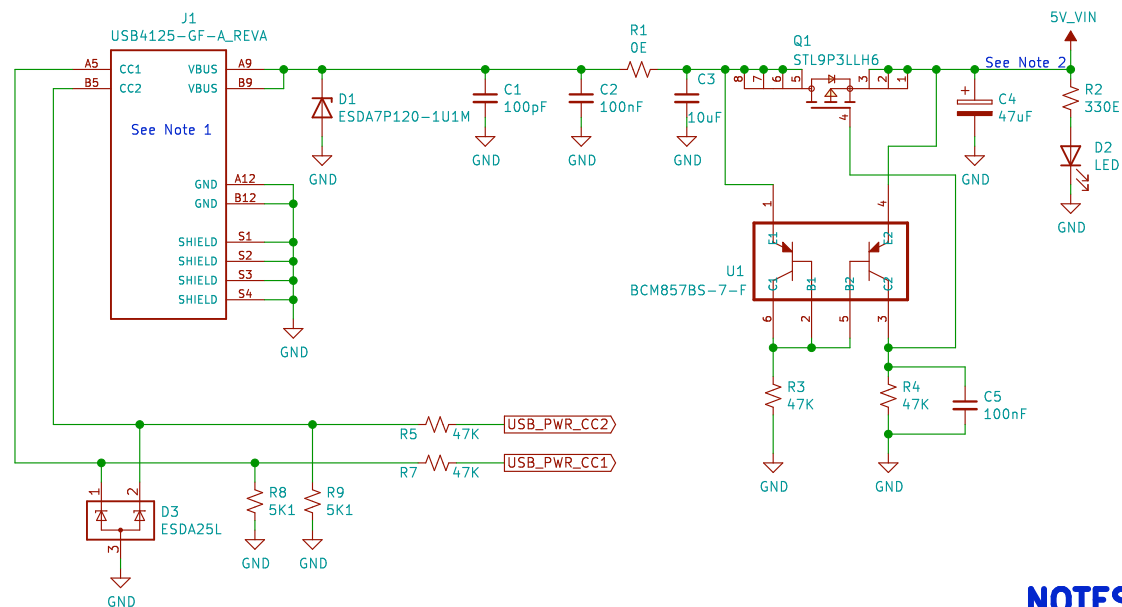 J1
USB4125-GF-A_REVA
A5 CC1 VBUS A9
B5 CC2 VBUS B9
See Note 1
GND A12
GND B12
SHIELD S1
SHIELD S2
SHIELD S3
SHIELD S4
GND
D1
ESDA7P120-1U1M
GND
C1
100pF
GND
C2
100nF
GND
R1
0E
C3
10uF
GND
Q1
STL9P3LLH6
8 7 6 5 3 2 1
4
See Note 2
5V_VIN
C4
47uF
GND
R2
330E
D2
LED
GND
1 4
E1 E2
U1
BCM857BS-7-F
C1 B1 B2 C2
6 2 5 3
R3
47K
GND
R4
47K
GND
C5
100nF
R5 47K USB_PWR_CC2
R7 47K USB_PWR_CC1
1 2
D3
ESDA25L
3
GND
R8
5K1
GND
R9
5K1
GND